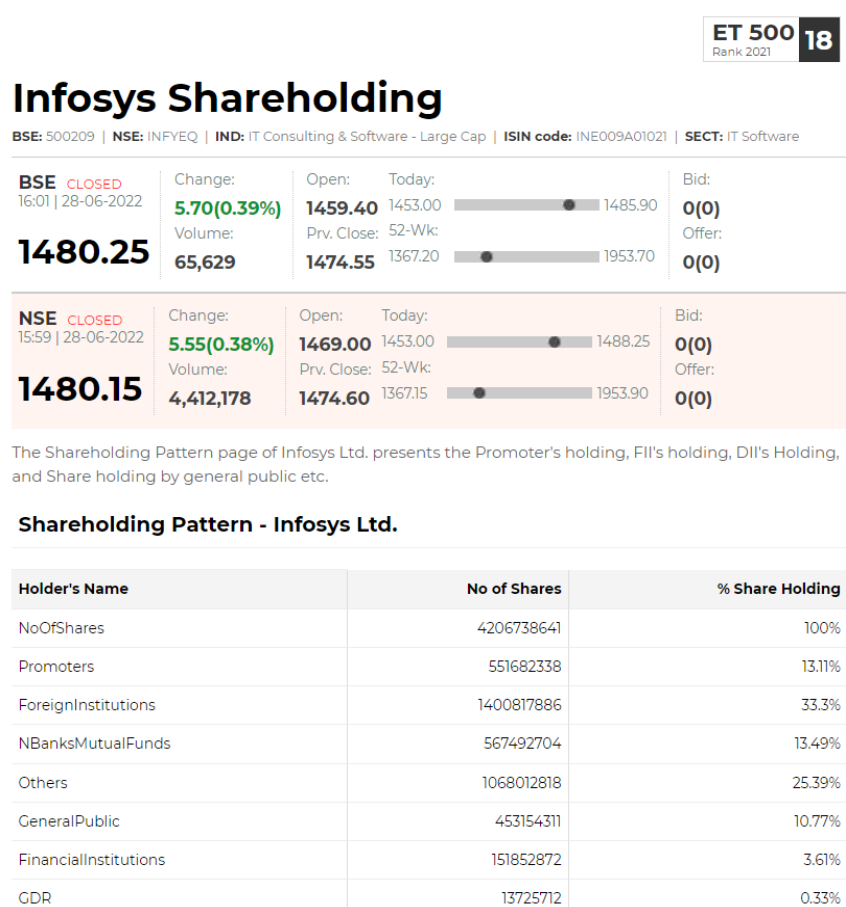 ET 500
Rank 2021
18
Infosys Shareholding
BSE: 500209 | NSE: INFYEQ | IND: IT Consulting & Software - Large Cap | ISIN code: INE009A01021 | SECT: IT Software
BSE CLOSED
16:01 | 28-06-2022
1480.25
Change:
5.70(0.39%)
Volume:
65,629
Open:
1459.40
Prv. Close:
1474.55
Today:
1453.00 1485.90
52-Wk:
1367.20 1953.70
Bid:
0(0)
Offer:
0(0)
NSE CLOSED
15:59 | 28-06-2022
1480.15
Change:
5.55(0.38%)
Volume:
4,412,178
Open:
1469.00
Prv. Close:
1474.60
Today:
1453.00 1488.25
52-Wk:
1367.15 1953.90
Bid:
0(0)
Offer:
0(0)
The Shareholding Pattern page of Infosys Ltd. presents the Promoter's holding, FII's holding, DII's Holding,
and Share holding by general public etc.
Shareholding Pattern - Infosys Ltd.
Holder's Name No of Shares % Share Holding
NoOfShares 4206738641 100%
Promoters 551682338 13.11%
ForeignInstitutions 1400817886 33.3%
NBanksMutualFunds 567492704 13.49%
Others 1068012818 25.39%
GeneralPublic 453154311 10.77%
FinancialInstitutions 151852872 3.61%
GDR 13725712 0.33%